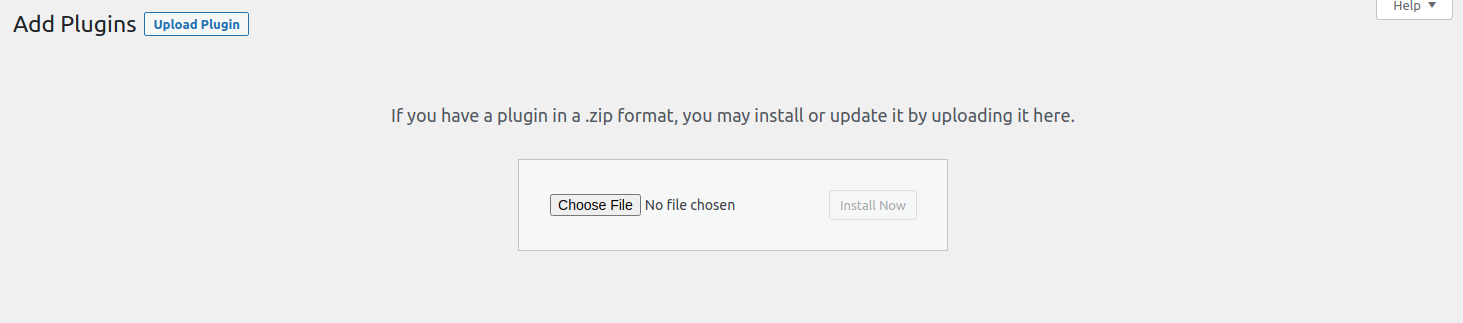 Add Plugins Upload Plugin Help ▼
If you have a plugin in a .zip format, you may install or update it by uploading it here.
Choose File No file chosen Install Now